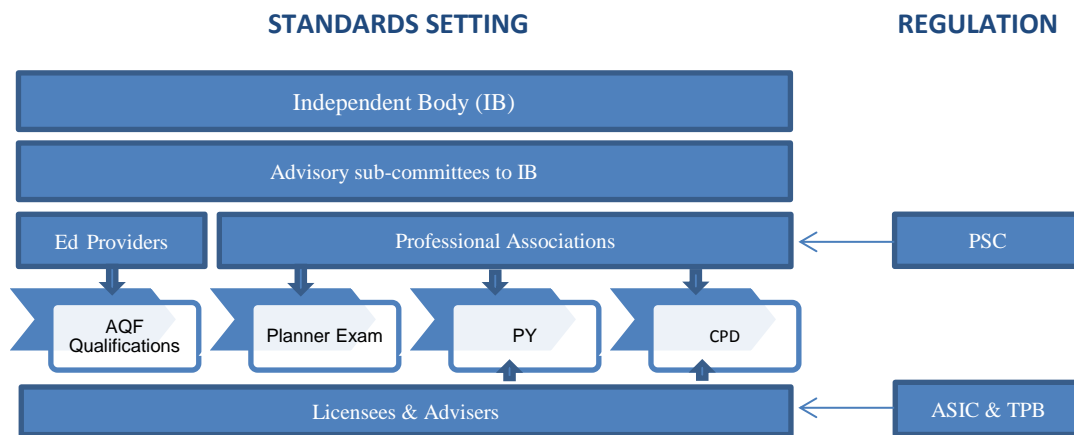 STANDARDS SETTING
REGULATION
Independent Body (IB)
Advisory sub-committees to IB
Ed Providers
Professional Associations
PSC
AQF
Qualifications
Planner Exam
PY
CPD
Licensees & Advisers
ASIC & TPB